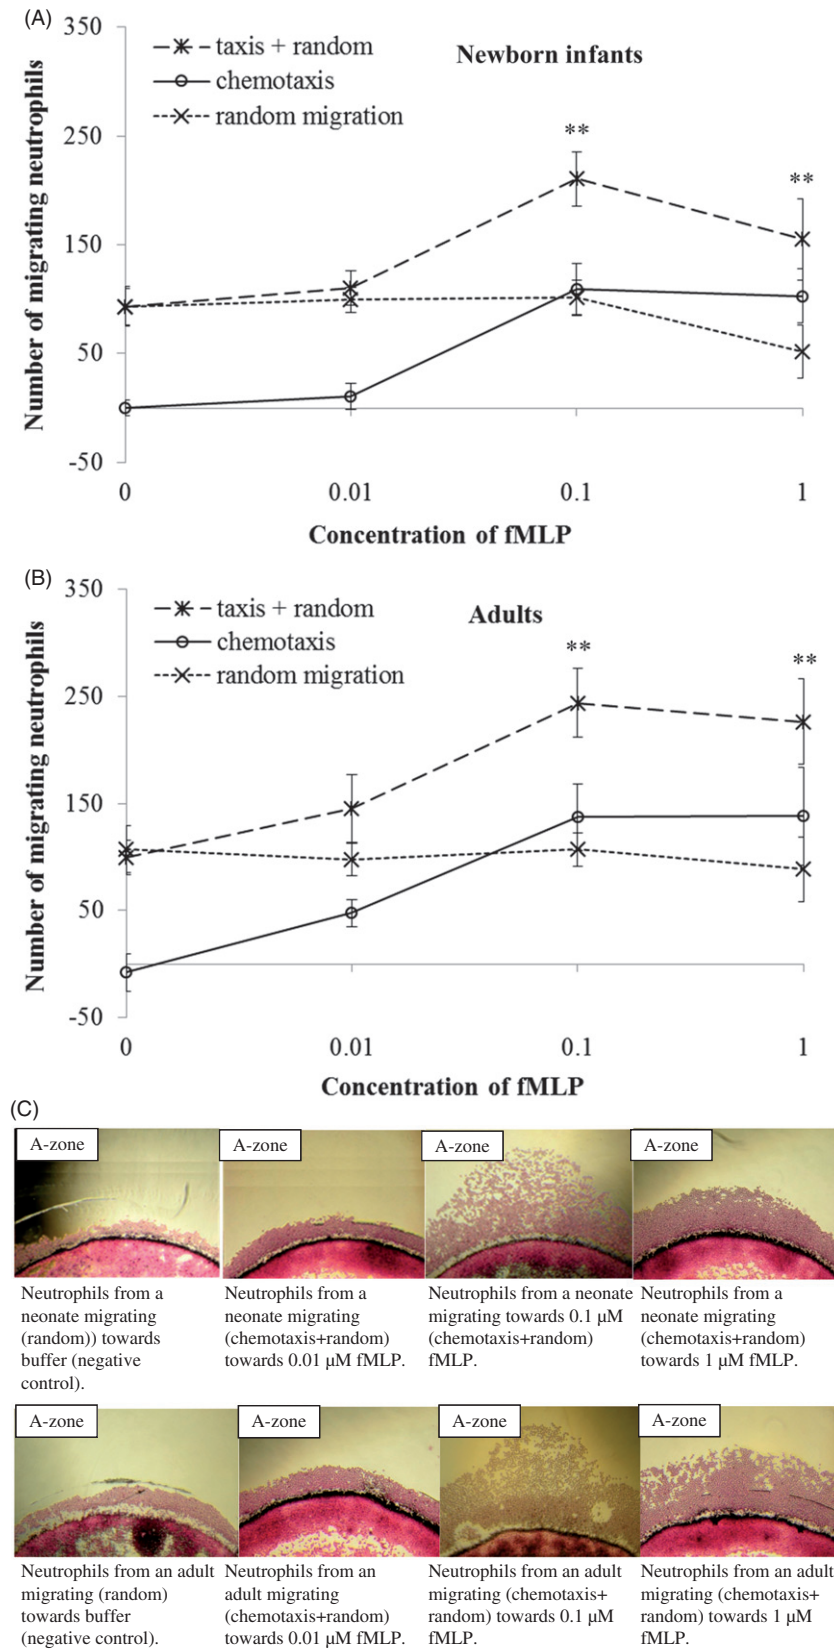 (A)
350
250
150
50
-50
Number of migrating neutrophils
taxis + random
chemotaxis
random migration
Newborn infants
**
**
0
0.01
0.1
1
Concentration of fMLP
(B)
350
250
150
50
-50
Number of migrating neutrophils
taxis + random
chemotaxis
random migration
Adults
**
**
0
0.01
0.1
1
Concentration of fMLP
(C)
A-zone
A-zone
A-zone
A-zone
Neutrophils from a
neonate migrating
(random)) towards
buffer (negative
control).
Neutrophils from a
neonate migrating
(chemotaxis+random)
towards 0.01 µM fMLP.
Neutrophils from a neonate
migrating towards 0.1 µM
(chemotaxis+random)
fMLP.
Neutrophils from a
neonate migrating
(chemotaxis+random)
towards 1 µM fMLP.
A-zone
A-zone
A-zone
A-zone
Neutrophils from an adult
migrating (random)
towards buffer
(negative control).
Neutrophils from an
adult migrating
(chemotaxis+random)
towards 0.01 µM fMLP.
Neutrophils from an adult
migrating (chemotaxis+
random) towards 0.1 µM
fMLP.
Neutrophils from an adult
migrating (chemotaxis+
random) towards 1 µM
fMLP.